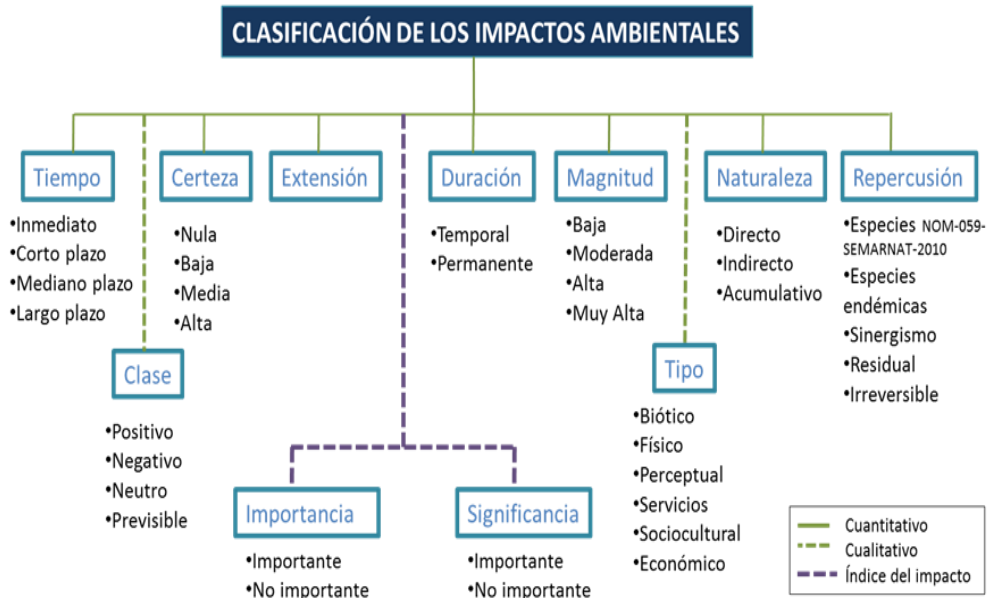 CLASIFICACIÓN DE LOS IMPACTOS AMBIENTALES
Tiempo
•Inmediato
•Corto plazo
•Mediano plazo
•Largo plazo
Clase
•Positivo
•Negativo
•Neutro
•Previsible
Certeza
•Nula
•Baja
•Media
•Alta
Extensión
Importancia
•Importante
•No importante
Significancia
•Importante
•No importante
Duración
•Temporal
•Permanente
Magnitud
•Baja
•Moderada
•Alta
•Muy Alta
Tipo
•Biótico
•Físico
•Perceptual
•Servicios
•Sociocultural
•Económico
Naturaleza
•Directo
•Indirecto
•Acumulativo
Repercusión
•Especies NOM-059-
SEMARNAT-2010
•Especies
endémicas
•Sinergismo
•Residual
•Irreversible
Cuantitativo
Cualitativo
Índice del impacto